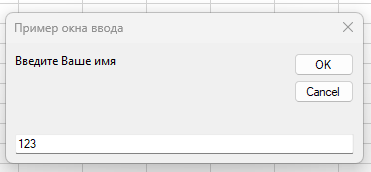 Пример окна ввода
Введите Ваше имя
OK
Cancel
123